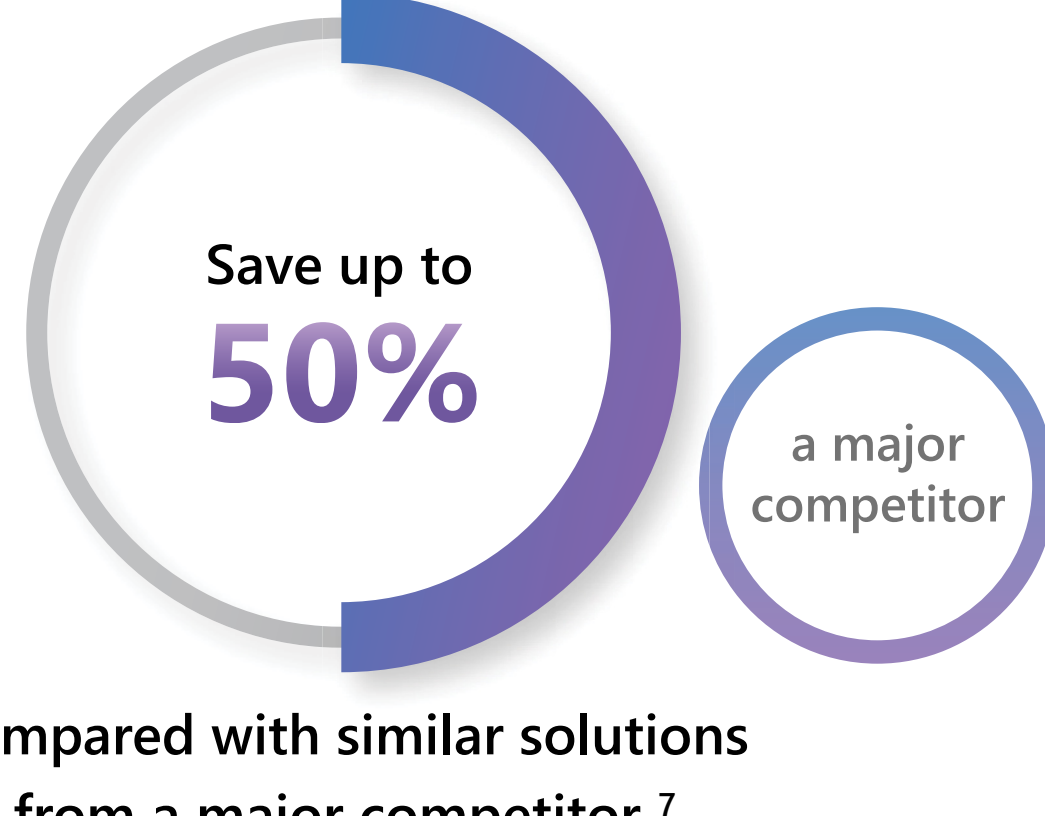 Save up to
50%
a major
competitor
mpared with similar solutions
from a major competitor.7